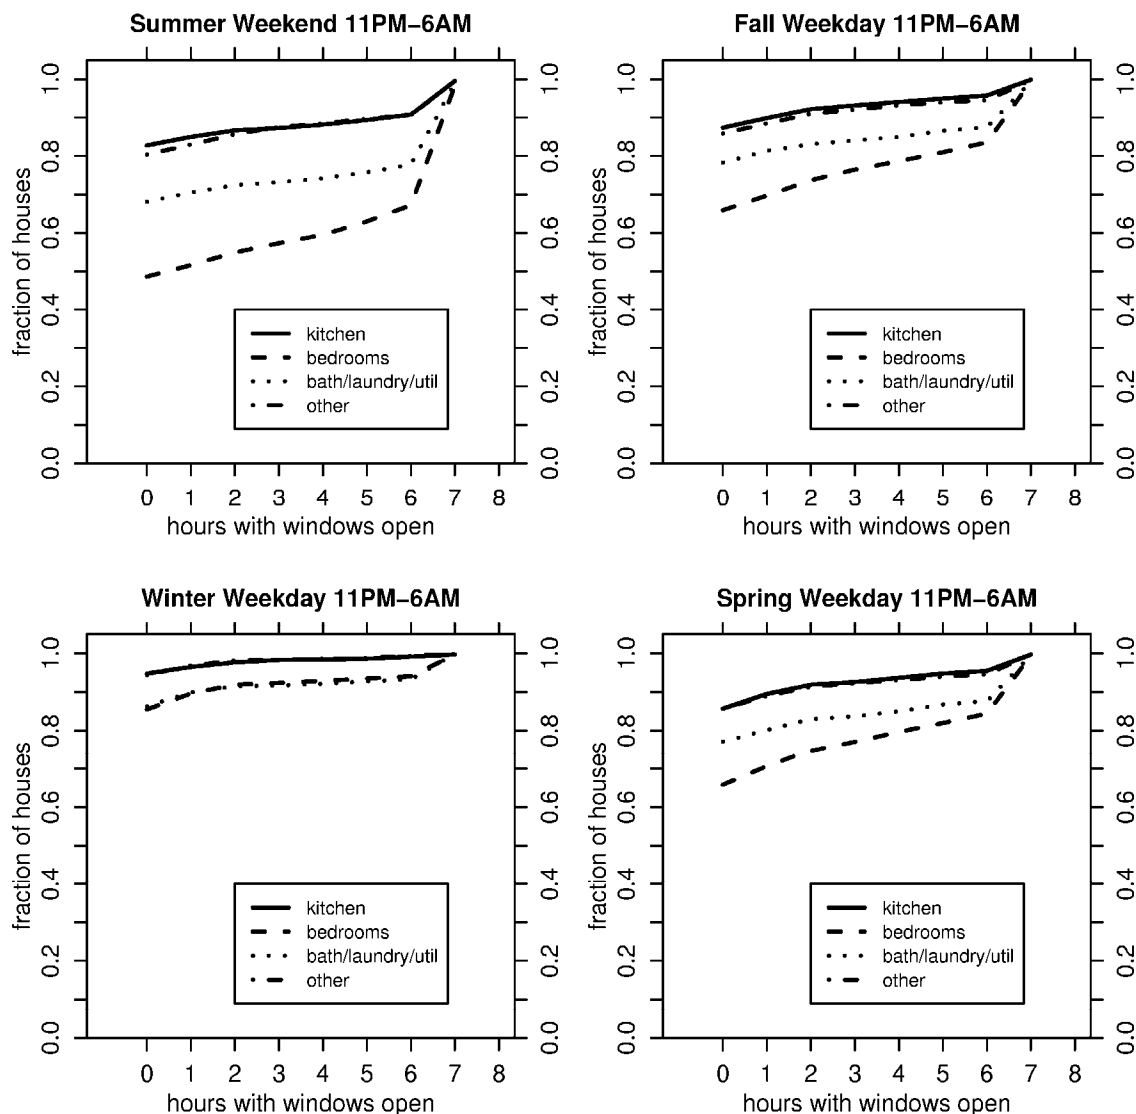 Summer Weekend 11PM–6AM
fraction of houses
0.0 0.2 0.4 0.6 0.8 1.0
0.0 0.2 0.4 0.6 0.8 1.0
kitchen
bedrooms
bath/laundry/util
other
0 1 2 3 4 5 6 7 8
hours with windows open
Fall Weekday 11PM–6AM
fraction of houses
0.0 0.2 0.4 0.6 0.8 1.0
0.0 0.2 0.4 0.6 0.8 1.0
kitchen
bedrooms
bath/laundry/util
other
0 1 2 3 4 5 6 7 8
hours with windows open
Winter Weekday 11PM–6AM
fraction of houses
0.0 0.2 0.4 0.6 0.8 1.0
0.0 0.2 0.4 0.6 0.8 1.0
kitchen
bedrooms
bath/laundry/util
other
0 1 2 3 4 5 6 7 8
hours with windows open
Spring Weekday 11PM–6AM
fraction of houses
0.0 0.2 0.4 0.6 0.8 1.0
0.0 0.2 0.4 0.6 0.8 1.0
kitchen
bedrooms
bath/laundry/util
other
0 1 2 3 4 5 6 7 8
hours with windows open